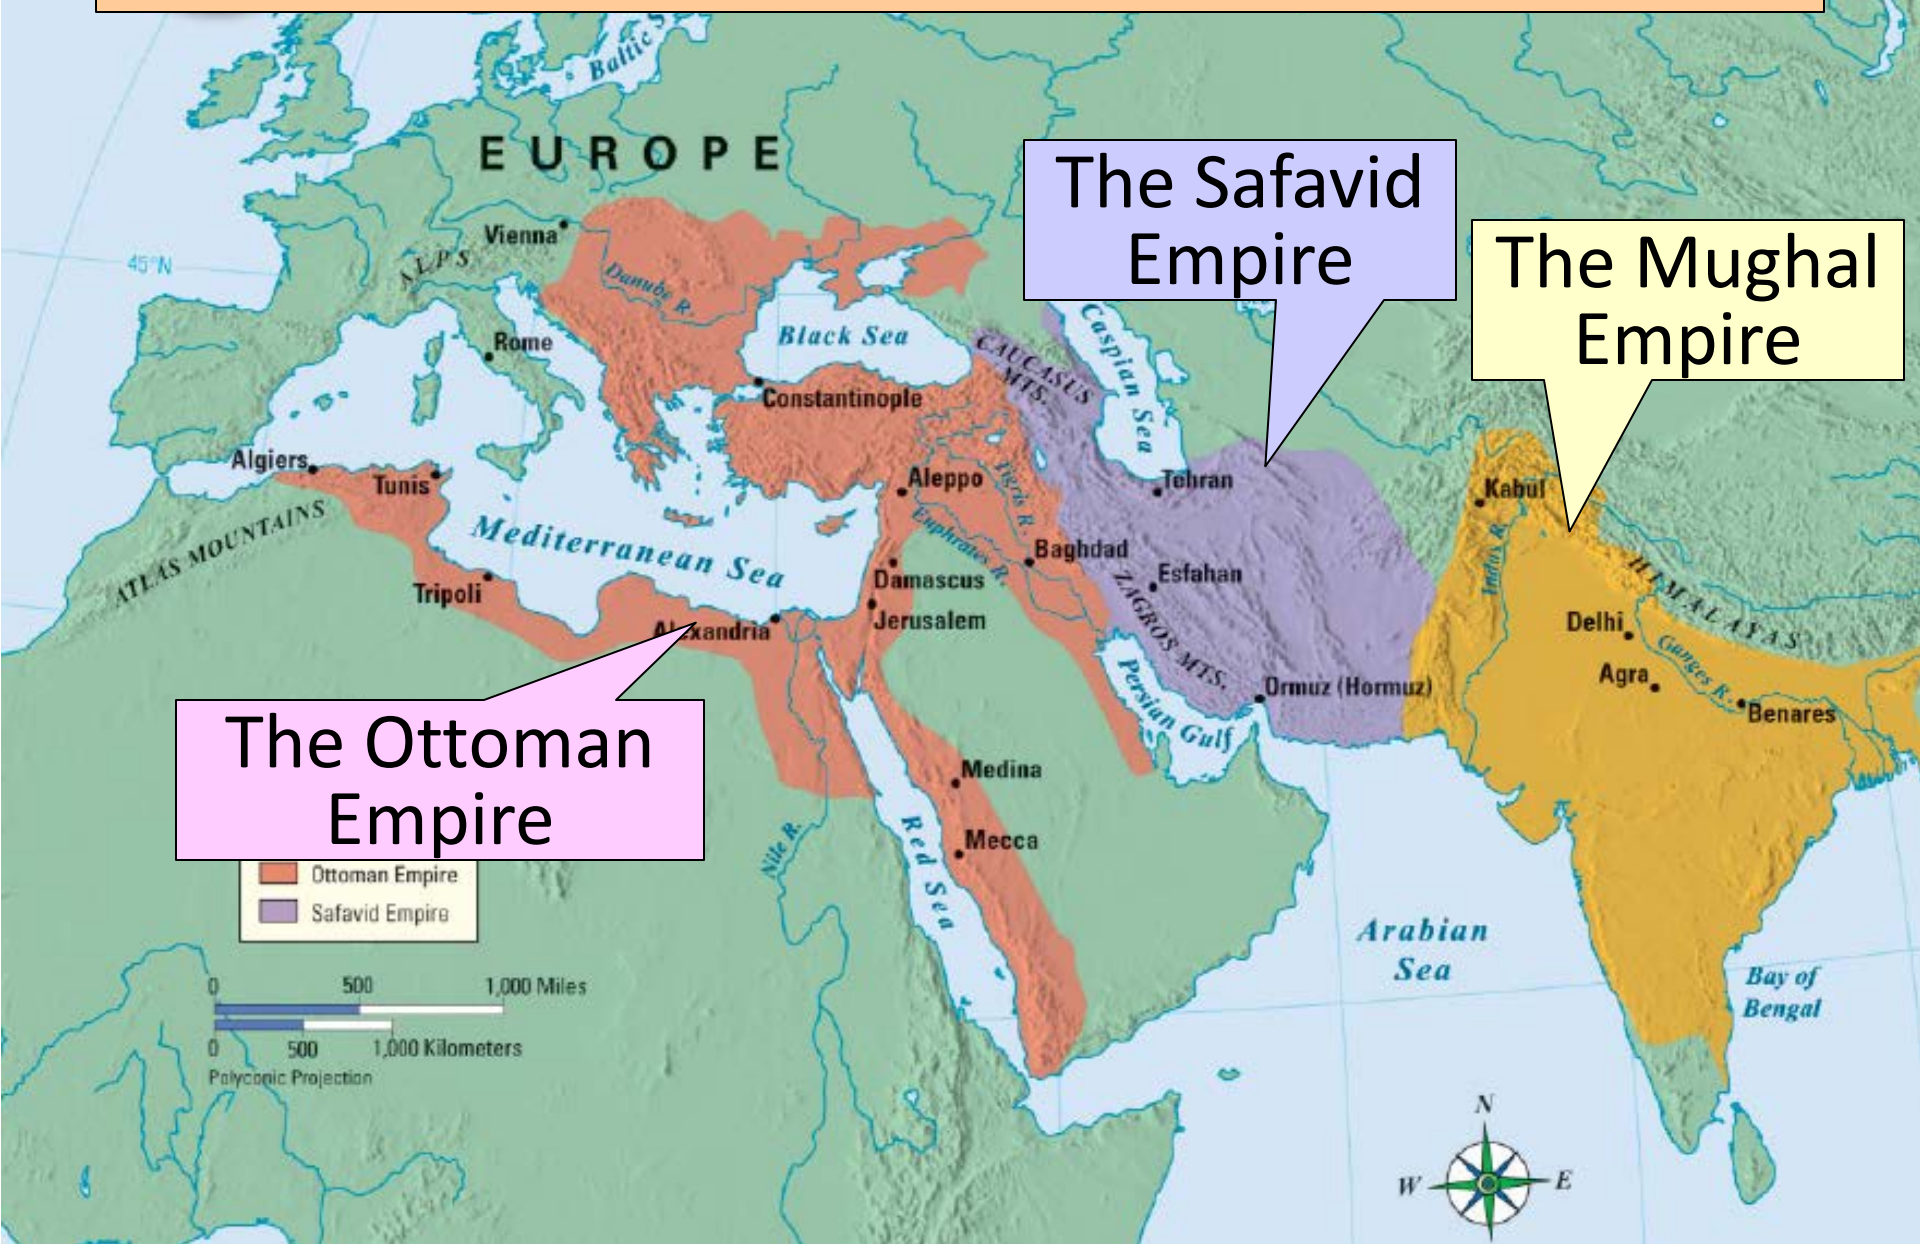 Baltic S
EUROPE
The Safavid
Empire
The Mughal
Empire
Vienna
45°N
ALPS
Danube R.
Black Sea
Caspian Sea
Rome
CAUCASUS
MTS.
Constantinople
Algiers
Tunis
Aleppo
Tigris R.
Tehran
Kabul
ATLAS MOUNTAINS
Mediterranean Sea
Euphrates R.
Baghdad
Esfahan
Indus R.
Damascus
ZAGROS MTS.
HIMALAYAS
Tripoli
Alexandria
Jerusalem
Delhi
Ganges R.
Agra
Persian Gulf
Ormuz (Hormuz)
Benares
The Ottoman
Empire
Medina
Nile R.
Red Sea
Mecca
Ottoman Empire
Safavid Empire
Arabian
Sea
Bay of
Bengal
0 500 1,000 Miles
0 500 1,000 Kilometers
Polyconic Projection
N
W E